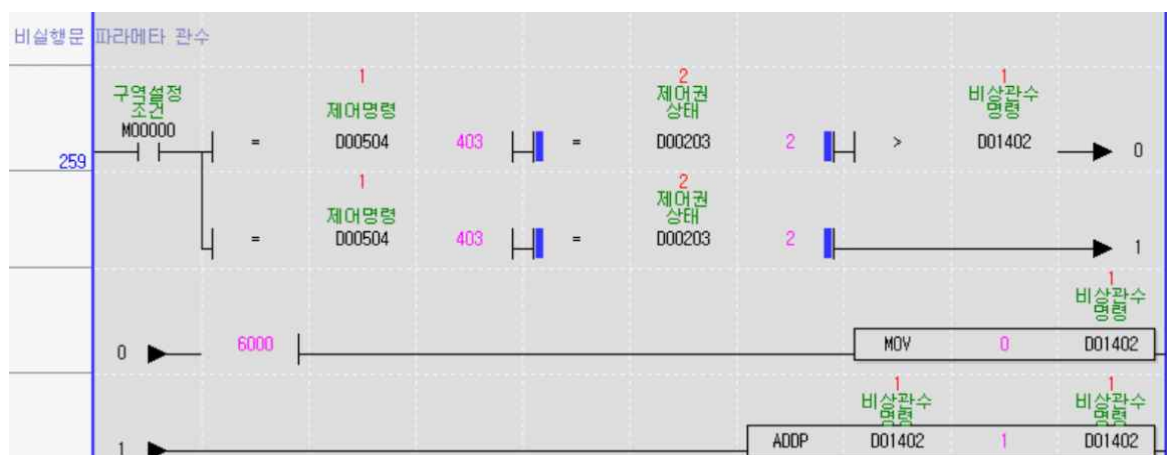 비실행문 파라메타 관수
1 2 1
구역설정 제어명령 제어권 비상관수
조건 상태 명령
M00000 = D00504 403 = D00203 2 > D01402 0
259
1 2
제어명령 제어권
상태
= D00504 403 = D00203 2 1
1
비상관수
명령
0 6000 MOV 0 D01402
1 1
비상관수 비상관수
명령 명령
1 ADDP D01402 1 D01402